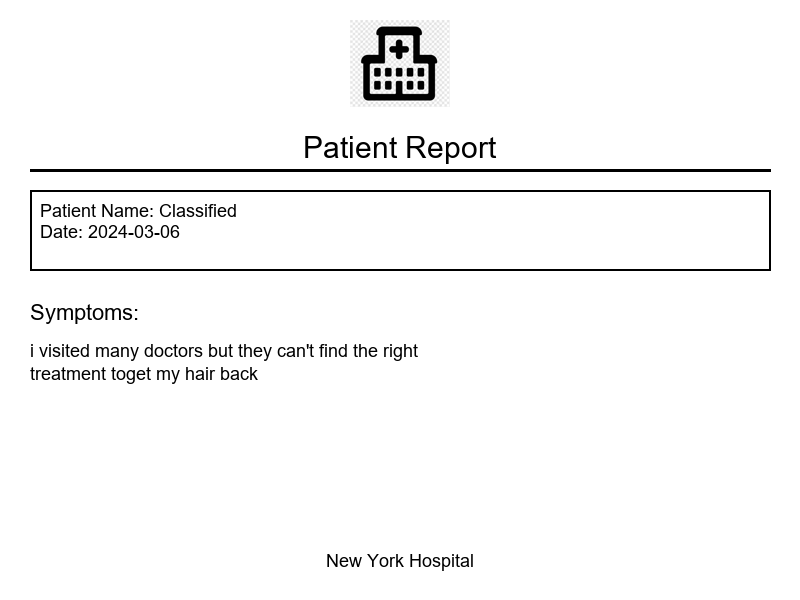 Patient Report
Patient Name: Classified
Date: 2024-03-06
Symptoms:
i visited many doctors but they can't find the right
treatment toget my hair back
New York Hospital